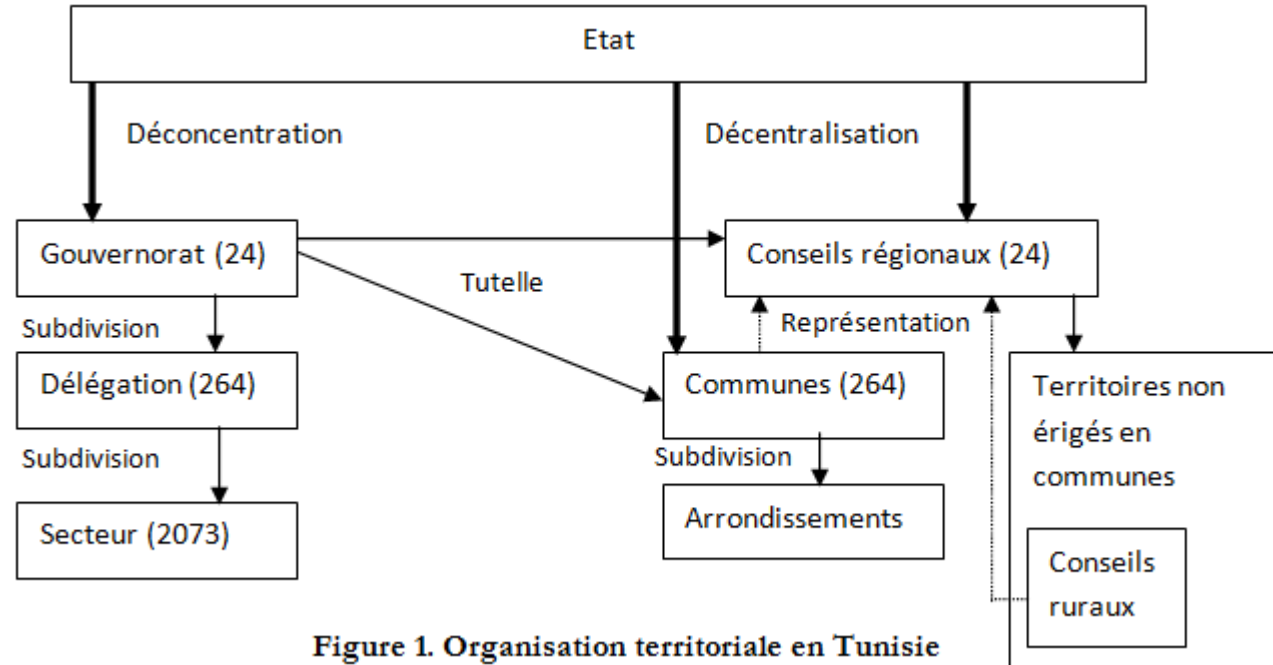 Etat
Déconcentration
Décentralisation
Gouvernorat (24)
Conseils régionaux (24)
Tutelle
Subdivision
Représentation
Délégation (264)
Communes (264)
Territoires non
érigés en
communes
Subdivision
Subdivision
Secteur (2073)
Arrondissements
Conseils
ruraux
Figure 1. Organisation territoriale en Tunisie